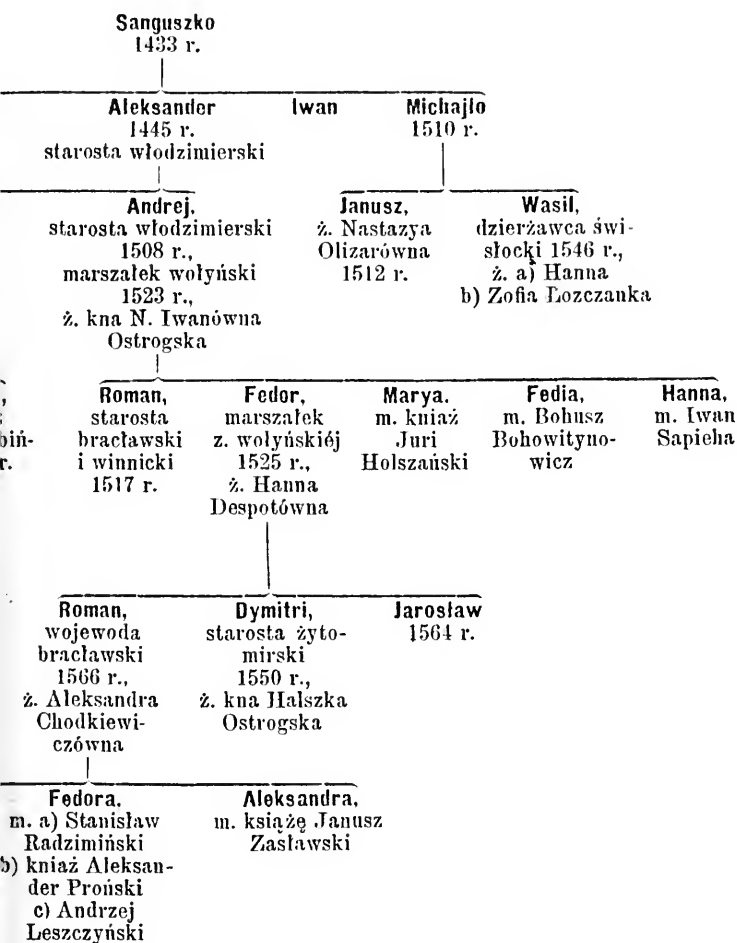 Sanguszko
1433 r.
Aleksander
1445 r.
starosta włodzimierski
Iwan
Michajło
1510 r.
Andrej,
starosta włodzimierski
1508 r.,
marszałek wołyński
1523 r.,
ż. kna N. Iwanówna
Ostrogska
Janusz,
ż. Nastazya
Olizarówna
1512 r.
Wasil,
dzierżawca świ-
słocki 1546 r.,
ż. a) Hanna
b) Zofia Łozczanka
biń-
r.
Roman,
starosta
bracławski
i winnicki
1517 r.
Fedor,
marszałek
z. wołyńskiéj
1525 r.,
ż. Hanna
Despotówna
Marya.
m. kniaź
Juri
Holszański
Fedia,
m. Bohusz
Bohowityno-
wicz
Hanna,
m. Iwan
Sapieha
Roman,
wojewoda
bracławski
1566 r.,
ż. Aleksandra
Chodkiewi-
czówna
Dymitri,
starosta żyto-
mirski
1550 r.,
ż. kna Halszka
Ostrogska
Jarosław
1564 r.
Fedora.
m. a) Stanisław
Radzimiński
b) kniaź Aleksan-
der Proński
c) Andrzej
Leszczyński
Aleksandra,
m. książę Janusz
Zasławski